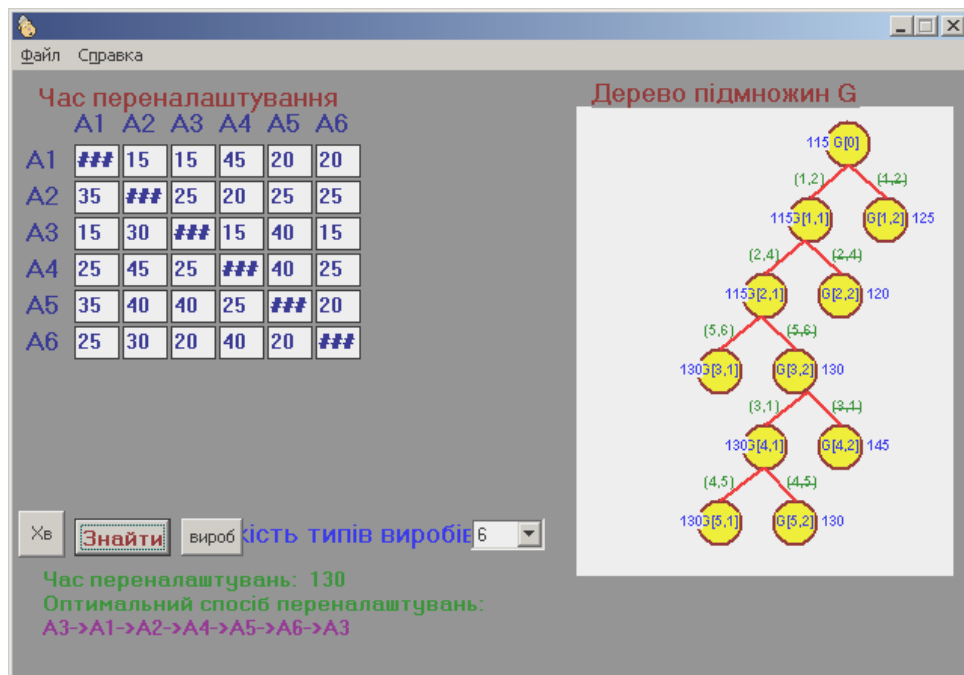 Файл Справка
Час переналаштування
A1 A2 A3 A4 A5 A6
A1 ### 15 15 45 20 20
A2 35 ### 25 20 25 25
A3 15 30 ### 15 40 15
A4 25 45 25 ### 40 25
A5 35 40 40 25 ### 20
A6 25 30 20 40 20 ###
Дерево підмножин G
115 G[0]
(1,2) (1,2)
115 G[1,1] G[1,2] 125
(2,4) (2,4)
115 G[2,1] G[2,2] 120
(5,6) (5,6)
130 G[3,1] G[3,2] 130
(3,1) (3,1)
130 G[4,1] G[4,2] 145
(4,5) (4,5)
130 G[5,1] G[5,2] 130
Хв Знайти вироб кість типів виробів 6
Час переналаштувань: 130
Оптимальний спосіб переналаштувань:
A3->A1->A2->A4->A5->A6->A3